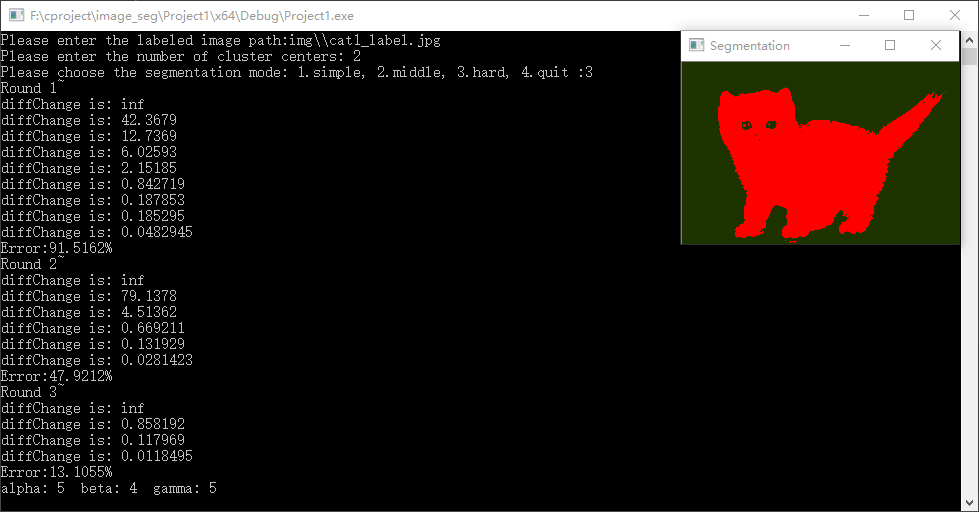 F:\cproject\image_seg\Project1\x64\Debug\Project1.exe
Please enter the labeled image path:img\\cat1_label.jpg
Please enter the number of cluster centers: 2
Please choose the segmentation mode: 1.simple, 2.middle, 3.hard, 4.quit :3
Round 1~
diffChange is: inf
diffChange is: 42.3679
diffChange is: 12.7369
diffChange is: 6.02593
diffChange is: 2.15185
diffChange is: 0.842719
diffChange is: 0.187853
diffChange is: 0.185295
diffChange is: 0.0482945
Error:91.5162%
Round 2~
diffChange is: inf
diffChange is: 79.1378
diffChange is: 4.51362
diffChange is: 0.669211
diffChange is: 0.131929
diffChange is: 0.0281423
Error:47.9212%
Round 3~
diffChange is: inf
diffChange is: 0.858192
diffChange is: 0.117969
diffChange is: 0.0118495
Error:13.1055%
alpha: 5  beta: 4  gamma: 5
Segmentation